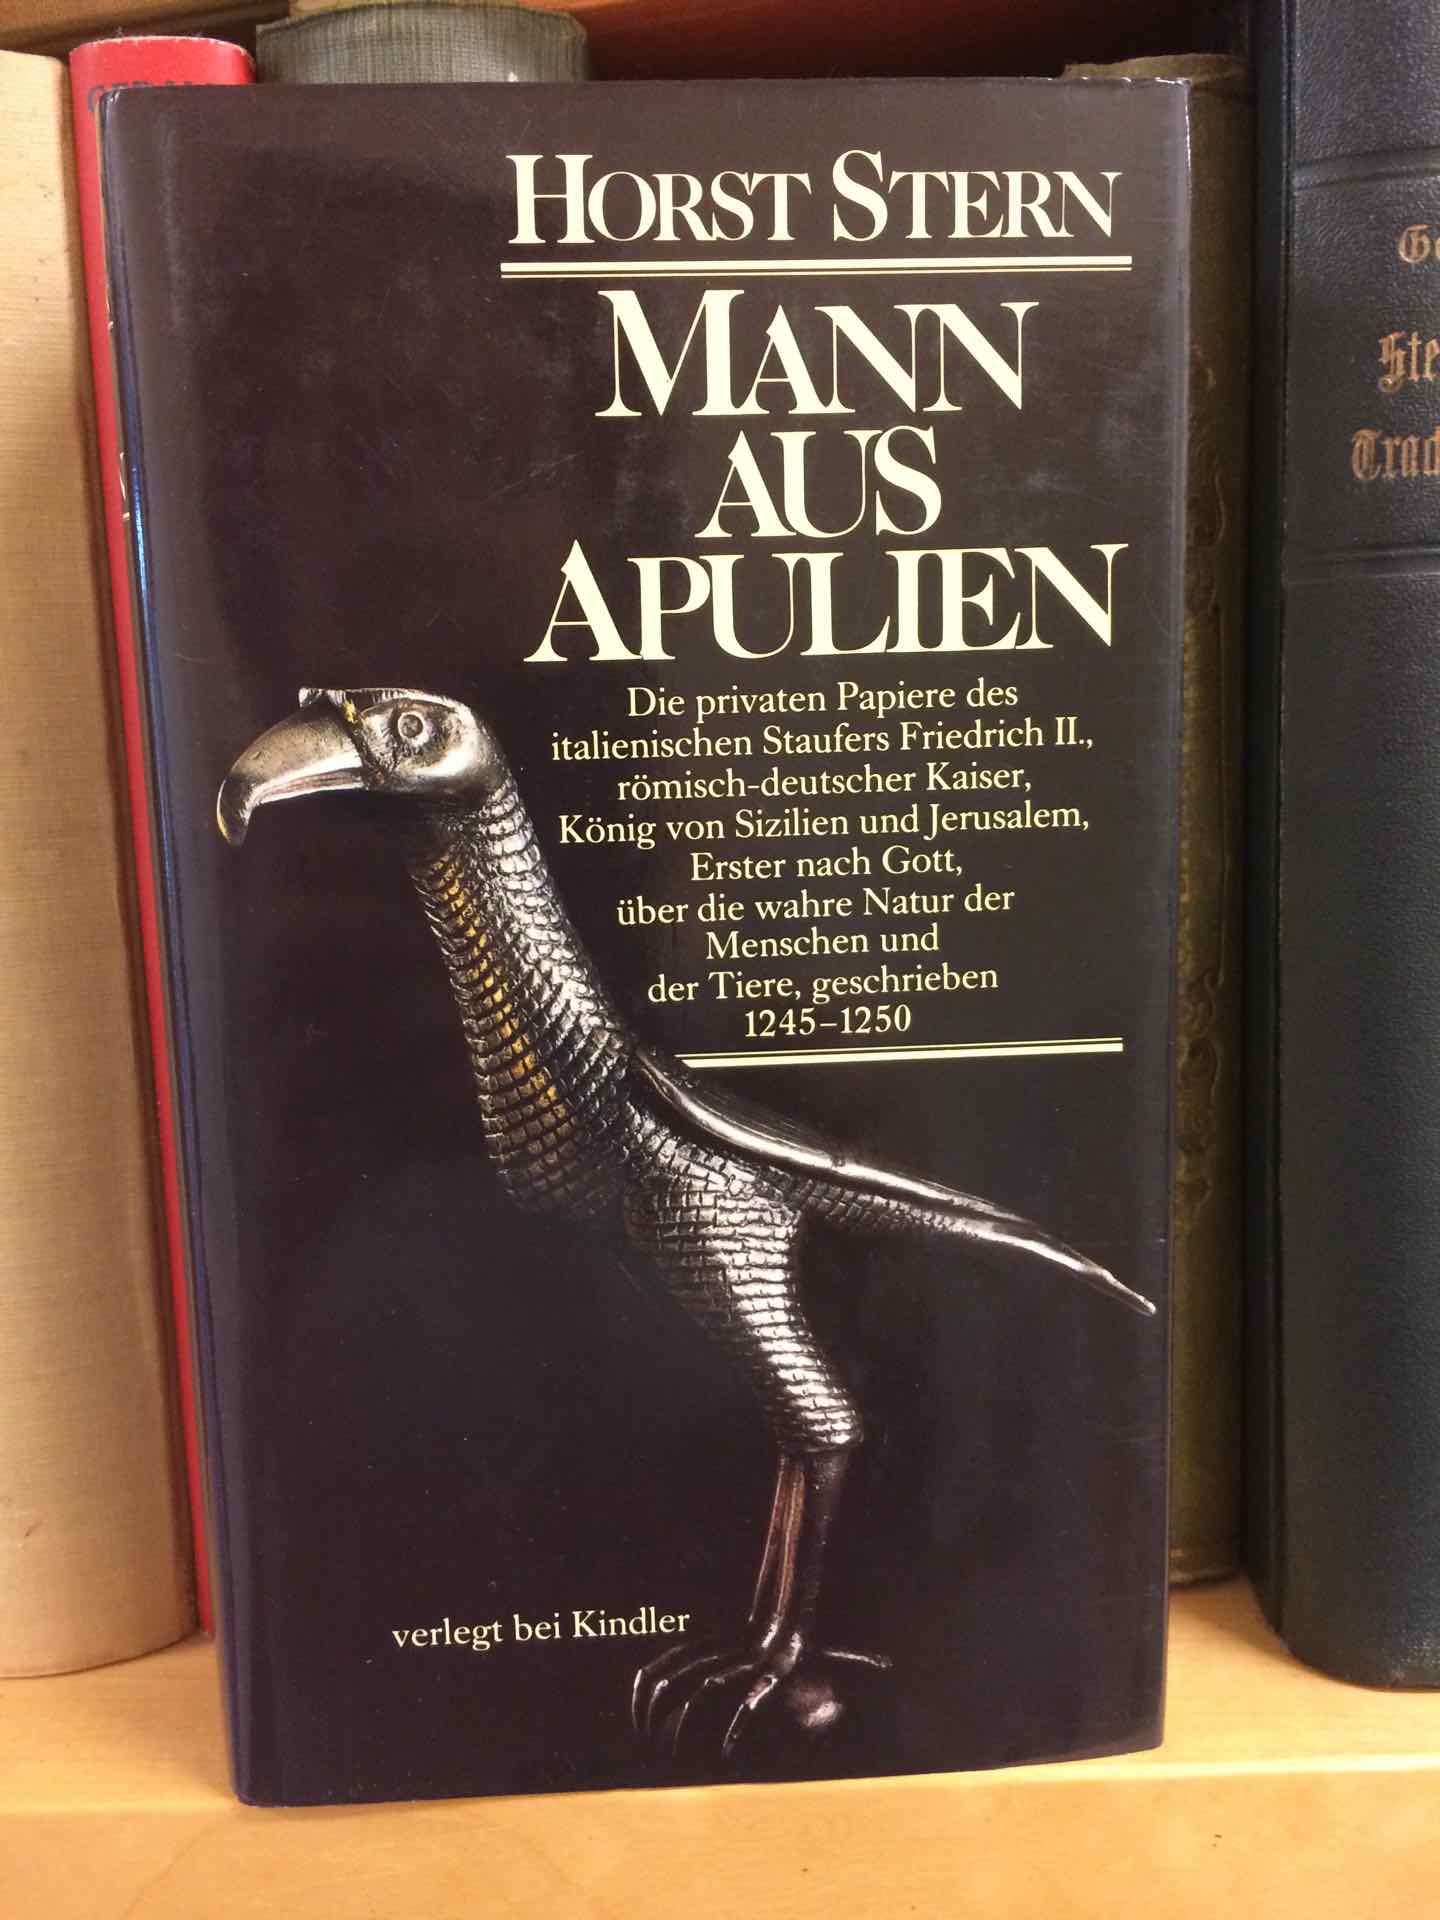 HORST STERN
MANN
AUS
APULIEN
Die privaten Papiere des
italienischen Staufers Friedrich II.,
römisch-deutscher Kaiser,
König von Sizilien und Jerusalem,
Erster nach Gott,
über die wahre Natur der
Menschen und
der Tiere, geschrieben
1245–1250
verlegt bei Kindler